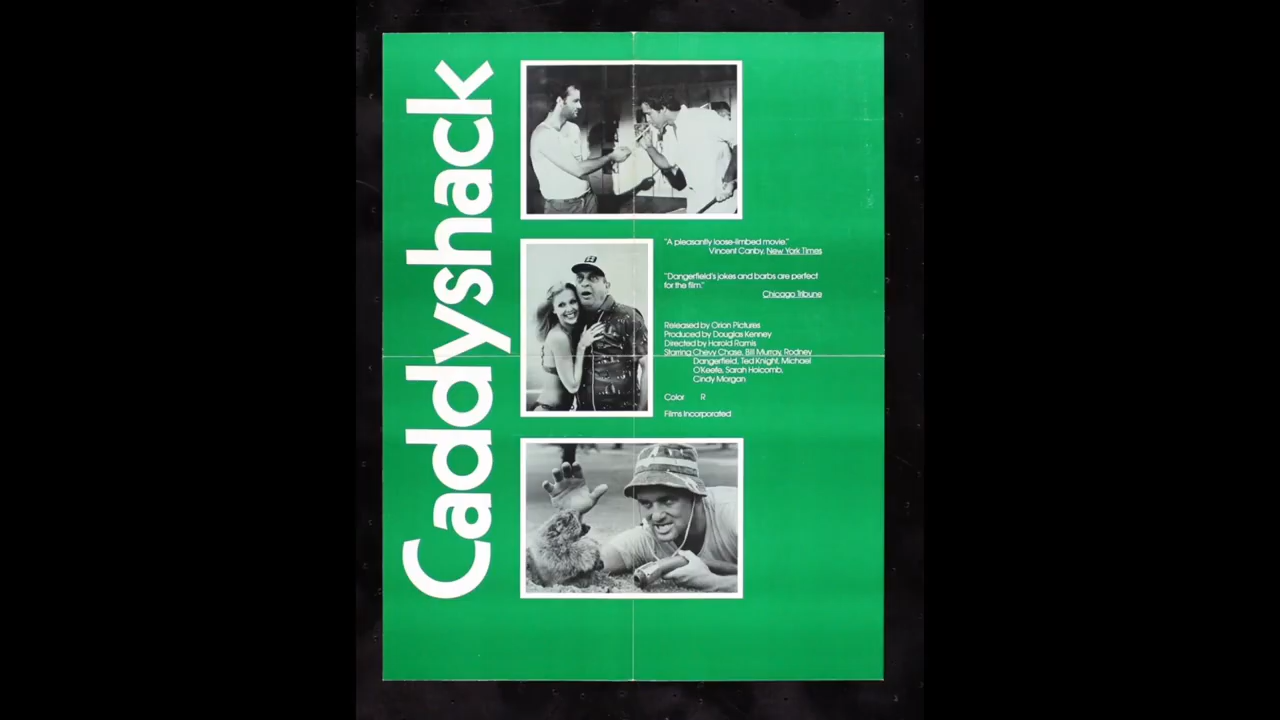 Caddyshack
"A pleasantly loose-limbed movie."
Vincent Canby, New York Times
"Dangerfield's jokes and barbs are perfect
for the film."
Chicago Tribune
Released by Orion Pictures
Produced by Douglas Kenney
Directed by Harold Ramis
Starring Chevy Chase, Bill Murray, Rodney
Dangerfield, Ted Knight, Michael
O'Keefe, Sarah Holcomb,
Cindy Morgan
Color R
Films Incorporated